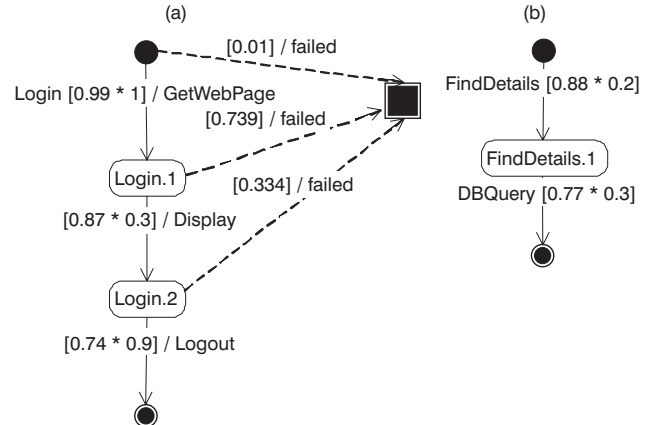 (a)
[0.01] / failed
Login [0.99 * 1] / GetWebPage
[0.739] / failed
Login.1
[0.334] / failed
[0.87 * 0.3] / Display
Login.2
[0.74 * 0.9] / Logout
(b)
FindDetails [0.88 * 0.2]
FindDetails.1
DBQuery [0.77 * 0.3]